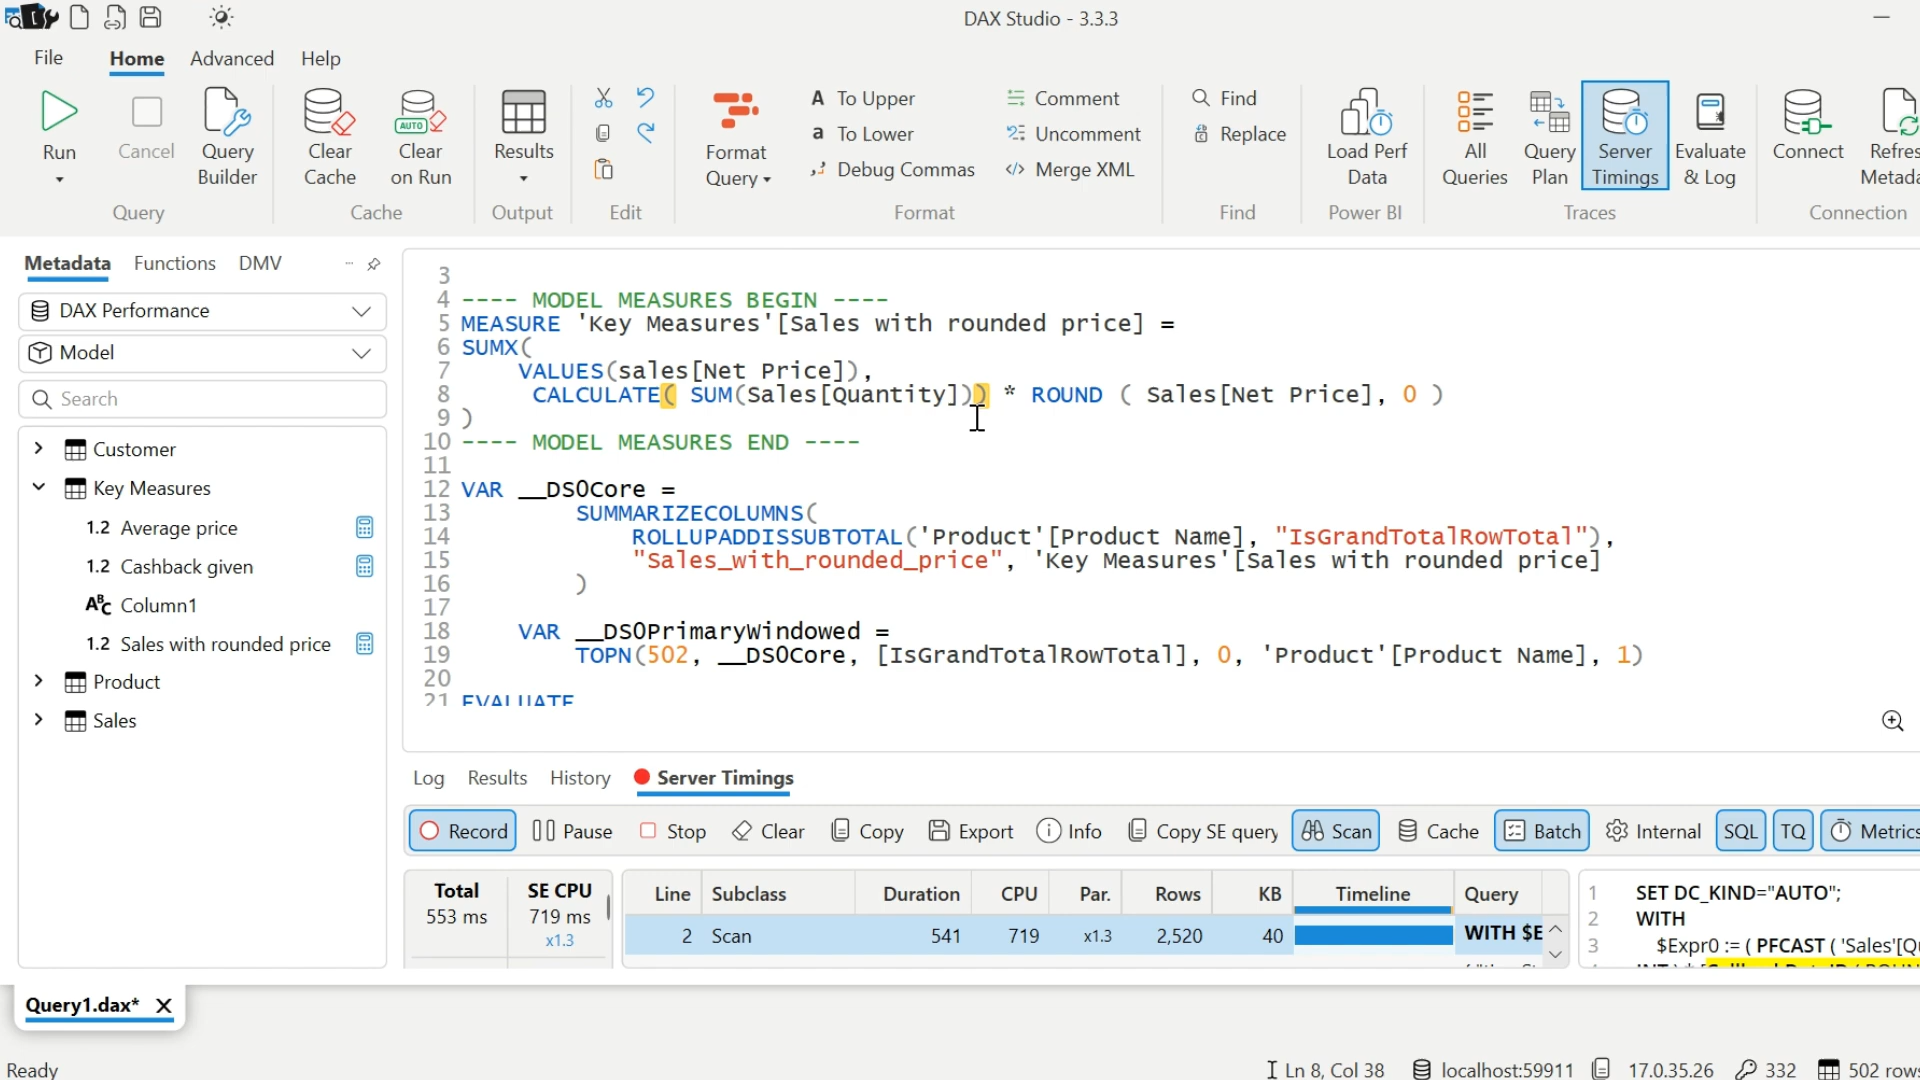 DAX Studio - 3.3.3
File Home Advanced Help
Run
Cancel
Query Builder
Query
Clear Cache
AUTO
Clear on Run
Cache
Results
Output
Edit
Format Query
A To Upper
a To Lower
Debug Commas
Comment
Uncomment
Merge XML
Format
Find
Replace
Find
Load Perf Data
Power BI
All Queries
Query Plan
Server Timings
Evaluate & Log
Traces
Connect
Refres
Metada
Connection
Metadata Functions DMV
DAX Performance
Model
Search
Customer
Key Measures
1.2 Average price
1.2 Cashback given
ABC Column1
1.2 Sales with rounded price
Product
Sales
3
4 ---- MODEL MEASURES BEGIN ----
5 MEASURE 'Key Measures'[Sales with rounded price] =
6 SUMX(
7 VALUES(sales[Net Price]),
8 CALCULATE( SUM(Sales[Quantity])) * ROUND ( Sales[Net Price], 0 )
9 )
10 ---- MODEL MEASURES END ----
11
12 VAR __DS0Core =
13 SUMMARIZECOLUMNS(
14 ROLLUPADDISSUBTOTAL('Product'[Product Name], "IsGrandTotalRowTotal"),
15 "Sales_with_rounded_price", 'Key Measures'[Sales with rounded price]
16 )
17
18 VAR __DS0PrimaryWindowed =
19 TOPN(502, __DS0Core, [IsGrandTotalRowTotal], 0, 'Product'[Product Name], 1)
20
21 EVALUATE
Log Results History Server Timings
Record Pause Stop Clear Copy Export Info Copy SE query Scan Cache Batch Internal SQL TQ Metrics
Total SE CPU
553 ms 719 ms
x1.3
Line Subclass Duration CPU Par. Rows KB Timeline Query
2 Scan 541 719 x1.3 2,520 40 WITH $E
1 SET DC_KIND="AUTO";
2 WITH
3 $Expr0 := ( PFCAST ( 'Sales'[Qu
Query1.dax*
Ready
Ln 8, Col 38 localhost:59911 17.0.35.26 332 502 rows